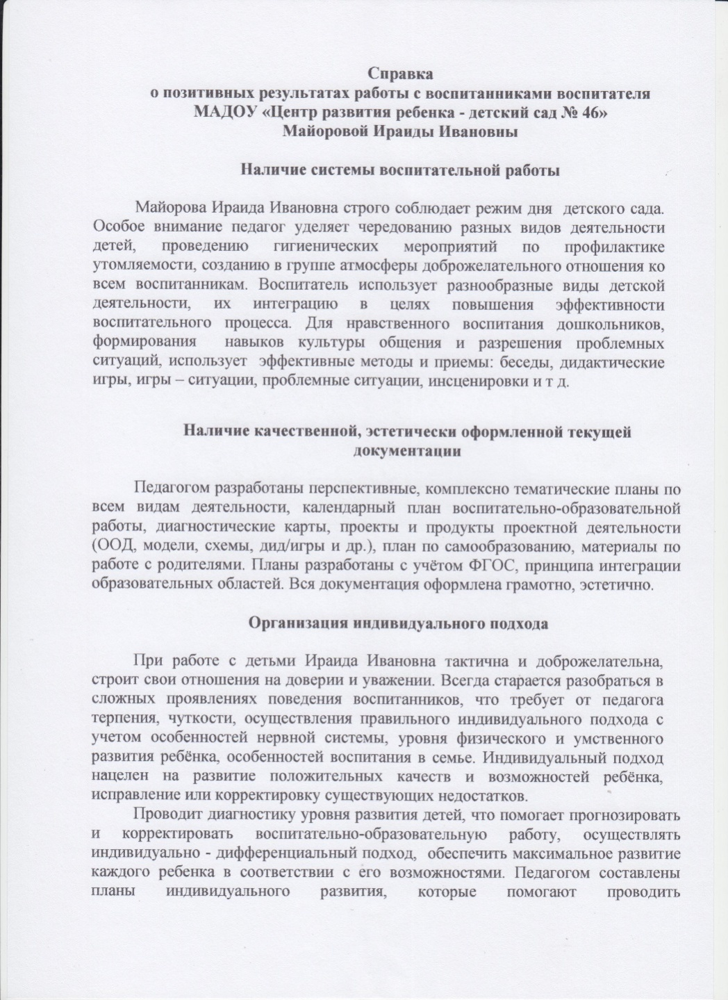 Справка
о позитивных результатах работы с воспитанниками воспитателя
МАДОУ «Центр развития ребенка - детский сад № 46»
Майоровой Ираиды Ивановны
Наличие системы воспитательной работы
Майорова Ираида Ивановна строго соблюдает режим дня детского сада.
Особое внимание педагог уделяет чередованию разных видов деятельности
детей, проведению гигиенических мероприятий по профилактике
утомляемости, созданию в группе атмосферы доброжелательного отношения ко
всем воспитанникам. Воспитатель использует разнообразные виды детской
деятельности, их интеграцию в целях повышения эффективности
воспитательного процесса. Для нравственного воспитания дошкольников,
формирования навыков культуры общения и разрешения проблемных
ситуаций, использует эффективные методы и приемы: беседы, дидактические
игры, игры – ситуации, проблемные ситуации, инсценировки и т д.
Наличие качественной, эстетически оформленной текущей
документации
Педагогом разработаны перспективные, комплексно тематические планы по
всем видам деятельности, календарный план воспитательно-образовательной
работы, диагностические карты, проекты и продукты проектной деятельности
(ООД, модели, схемы, дид/игры и др.), план по самообразованию, материалы по
работе с родителями. Планы разработаны с учётом ФГОС, принципа интеграции
образовательных областей. Вся документация оформлена грамотно, эстетично.
Организация индивидуального подхода
При работе с детьми Ираида Ивановна тактична и доброжелательна,
строит свои отношения на доверии и уважении. Всегда старается разобраться в
сложных проявлениях поведения воспитанников, что требует от педагога
терпения, чуткости, осуществления правильного индивидуального подхода с
учетом особенностей нервной системы, уровня физического и умственного
развития ребёнка, особенностей воспитания в семье. Индивидуальный подход
нацелен на развитие положительных качеств и возможностей ребёнка,
исправление или корректировку существующих недостатков.
Проводит диагностику уровня развития детей, что помогает прогнозировать
и корректировать воспитательно-образовательную работу, осуществлять
индивидуально - дифференциальный подход, обеспечить максимальное развитие
каждого ребенка в соответствии с его возможностями. Педагогом составлены
планы индивидуального развития, которые помогают проводить